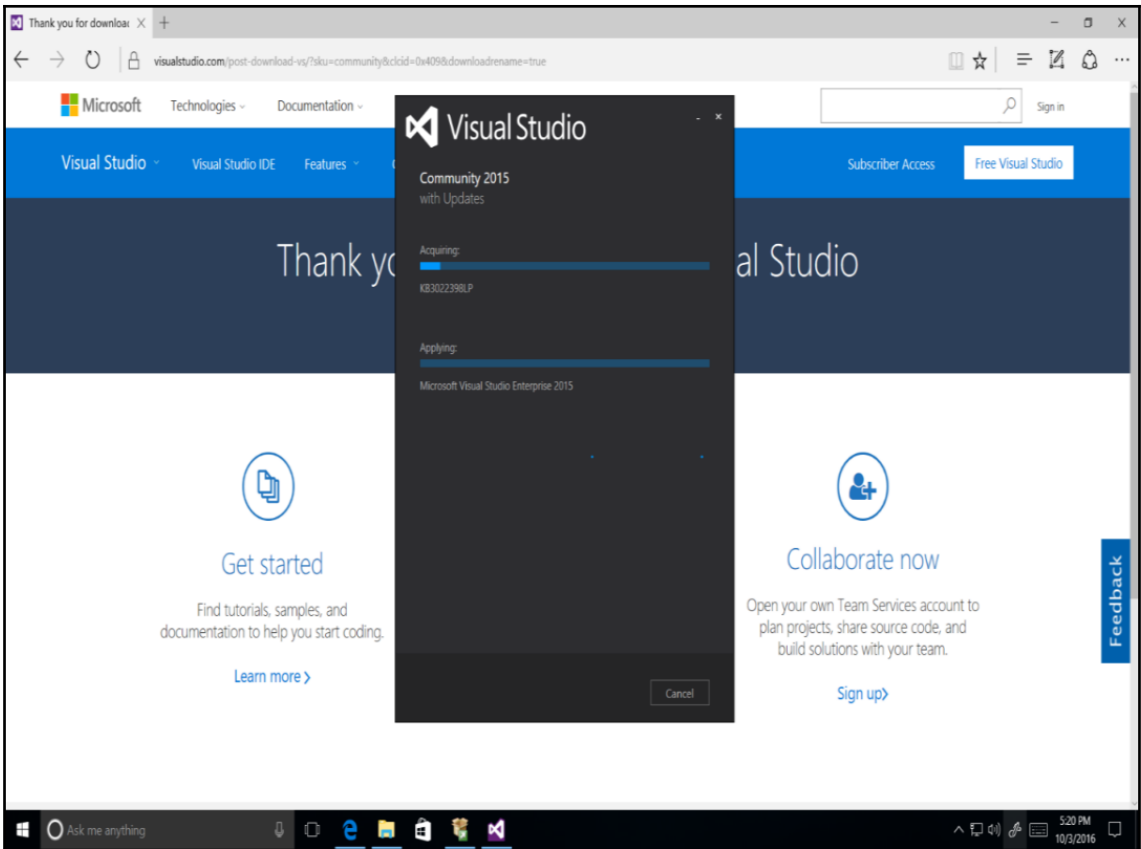 Thank you for downloa
visualstudio.com/post-download-vs/?sku=community&clcid=0x409&downloadrename=true
Microsoft Technologies Documentation Sign in
Visual Studio Visual Studio IDE Features Subscriber Access Free Visual Studio
Thank yo al Studio
Visual Studio
Community 2015
with Updates
Acquiring:
KB3022398LP
Applying:
Microsoft Visual Studio Enterprise 2015
Cancel
Get started
Find tutorials, samples, and
documentation to help you start coding.
Learn more
Collaborate now
Open your own Team Services account to
plan projects, share source code, and
build solutions with your team.
Sign up
Feedback
Ask me anything
5:20 PM
10/3/2016